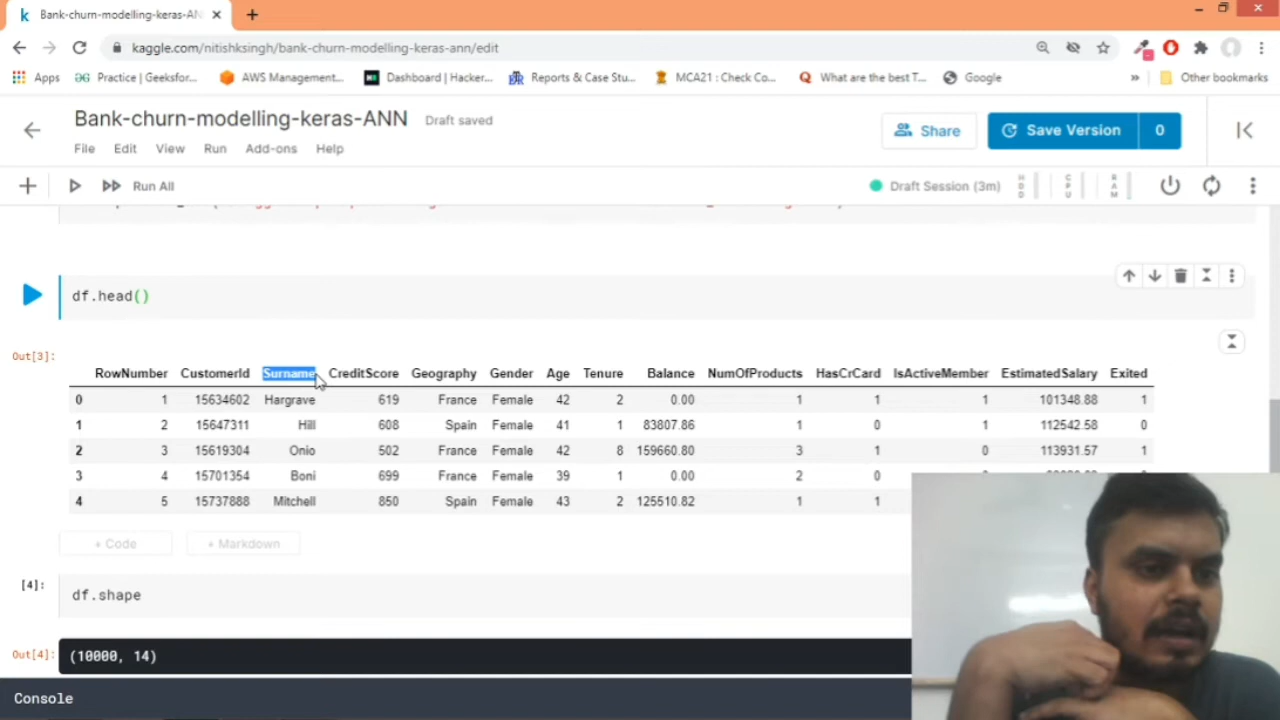 Bank-churn-modelling-keras-AN
kaggle.com/nitishksingh/bank-churn-modelling-keras-ann/edit
Apps Practice | Geeksfor... AWS Management... Dashboard | Hacker... Reports & Case Stu... MCA21 : Check Co... What are the best T... Google » Other bookmarks
Bank-churn-modelling-keras-ANN Draft saved
Share Save Version 0
File Edit View Run Add-ons Help
Run All Draft Session (3m) HDD CPU RAM
df.head()
Out[3]:
RowNumber CustomerId Surname CreditScore Geography Gender Age Tenure Balance NumOfProducts HasCrCard IsActiveMember EstimatedSalary Exited
0 1 15634602 Hargrave 619 France Female 42 2 0.00 1 1 1 101348.88 1
1 2 15647311 Hill 608 Spain Female 41 1 83807.86 1 0 1 112542.58 0
2 3 15619304 Onio 502 France Female 42 8 159660.80 3 1 0 113931.57 1
3 4 15701354 Boni 699 France Female 39 1 0.00 2 0
4 5 15737888 Mitchell 850 Spain Female 43 2 125510.82 1 1
+ Code + Markdown
[4]: df.shape
Out[4]: (10000, 14)
Console